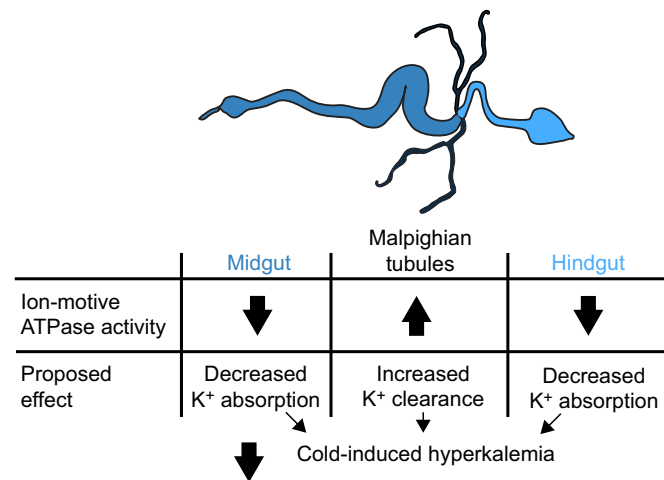 Midgut
Malpighian
tubules
Hindgut
Ion-motive
ATPase activity
Proposed
effect
Decreased
K⁺ absorption
Increased
K⁺ clearance
Decreased
K⁺ absorption
Cold-induced hyperkalemia